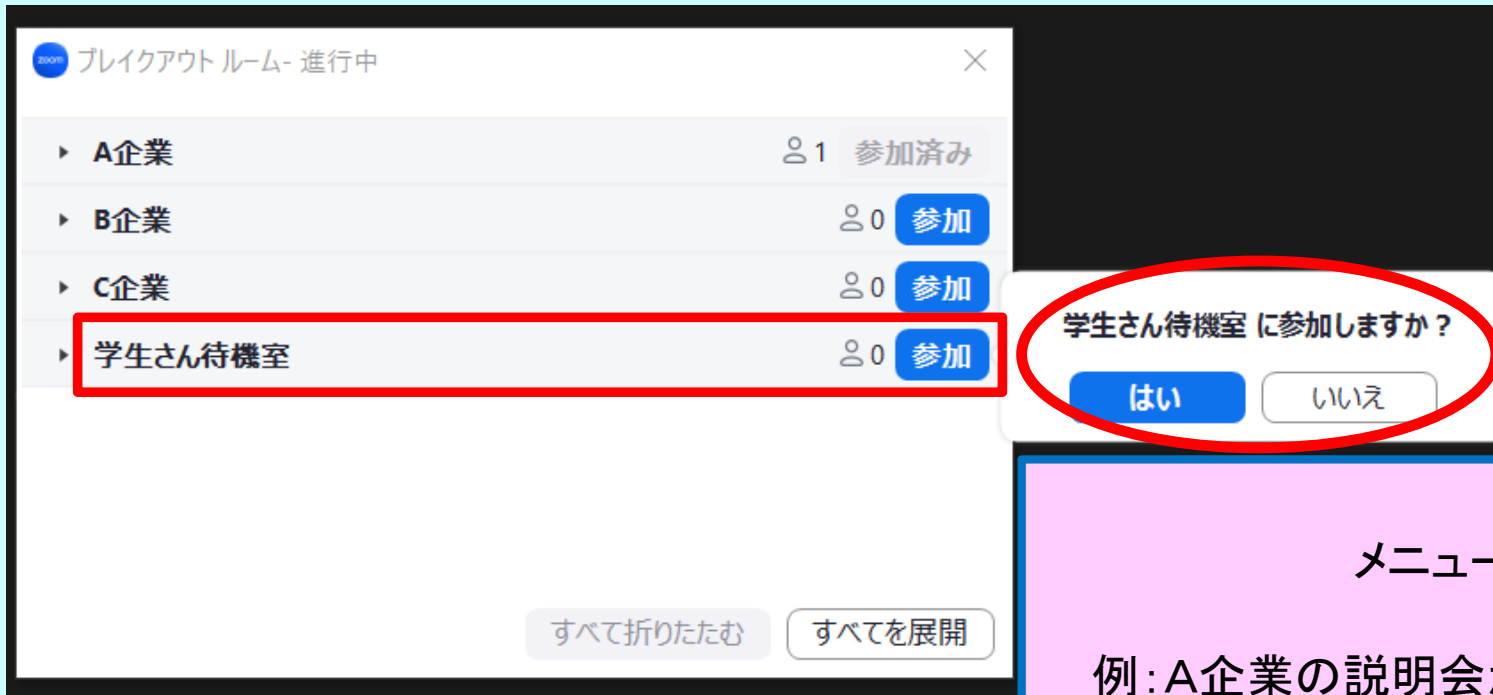 zoom ブレイクアウト ルーム- 進行中
A企業 1 参加済み
B企業 0 参加
C企業 0 参加
学生さん待機室 0 参加
すべて折りたたむ すべてを展開
学生さん待機室 に参加しますか?
はい いいえ
メニュー
例:A企業の説明会